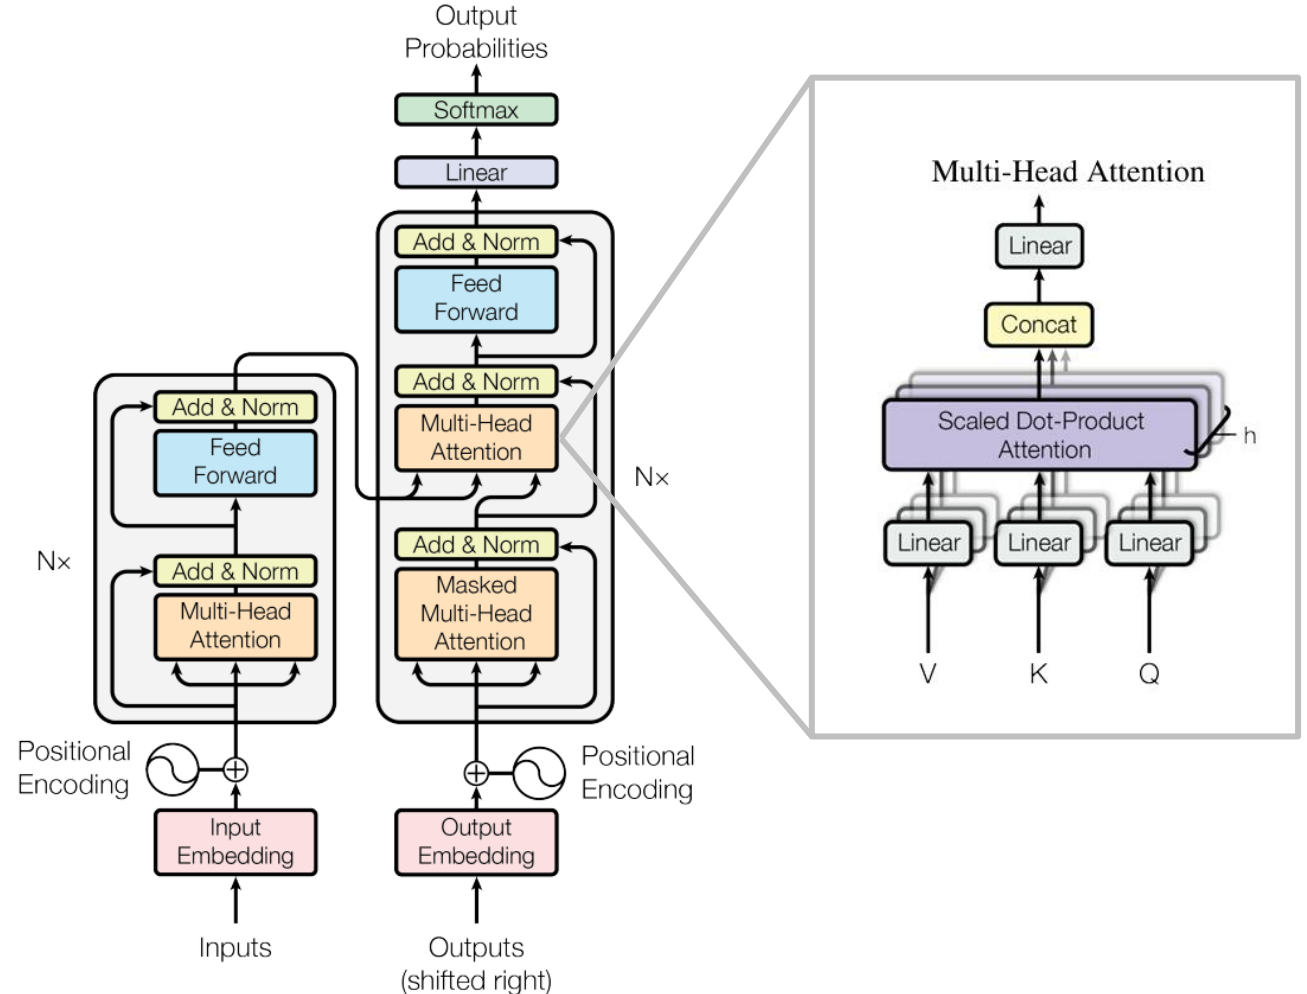 Output
Probabilities
Softmax
Linear
Add & Norm
Feed
Forward
Add & Norm
Multi-Head
Attention
N×
Add & Norm
Masked
Multi-Head
Attention
Positional
Encoding
Output
Embedding
Outputs
(shifted right)
Add & Norm
Feed
Forward
N×
Add & Norm
Multi-Head
Attention
Positional
Encoding
Input
Embedding
Inputs
Multi-Head Attention
Linear
Concat
Scaled Dot-Product
Attention
h
Linear
Linear
Linear
V
K
Q